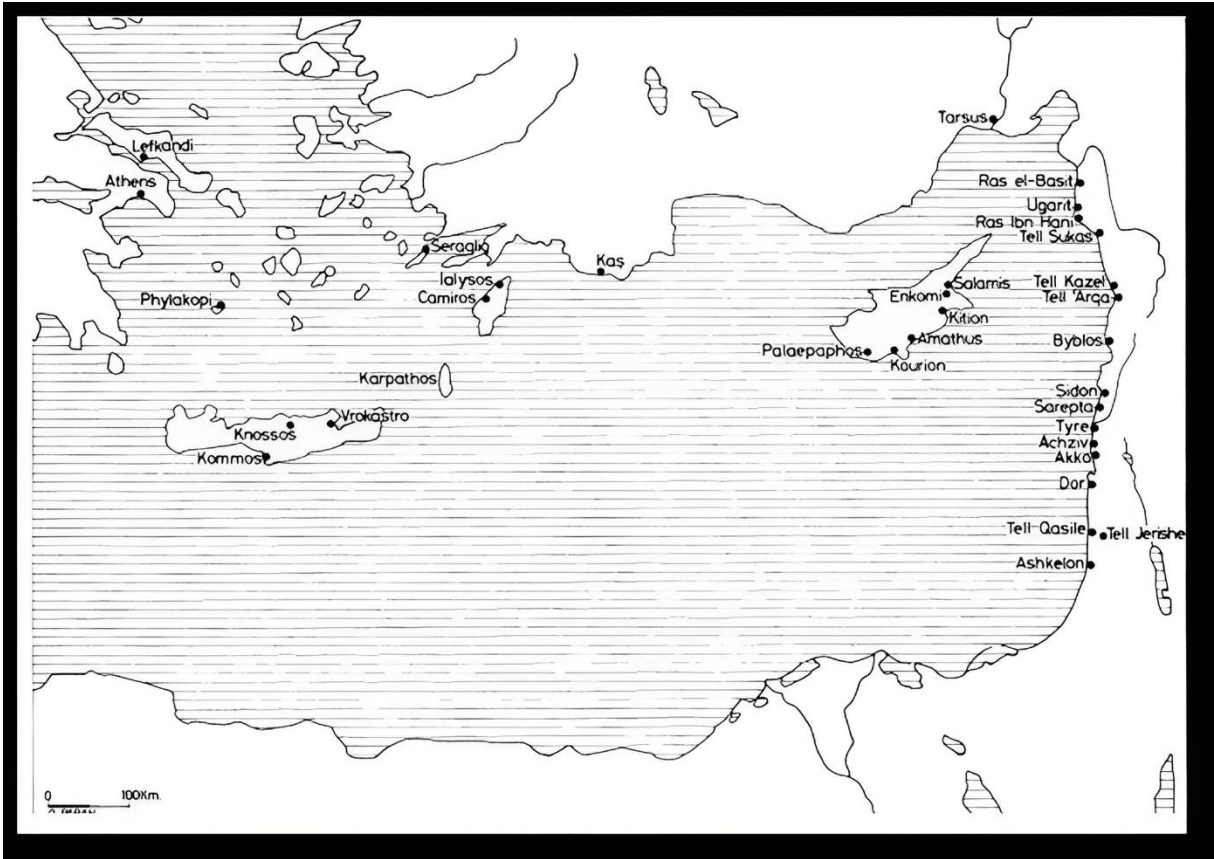 Tarsus
Lefkandi
Athens
Ras el-Basit
Ugarit
Ras Ibn Hani
Tell Sukas
Seraglio
Kaş
Ialysos
Camiros
Phylakopi
Salamis
Enkomi
Tell Kazel
Tell 'Arqa
Kition
Amathus
Byblos
Palaepaphos
Kourion
Karpathos
Sidon
Sarepta
Vrokastro
Knossos
Tyre
Achziv
Kommos
Akko
Dor
Tell Qasile
Tell Jerishe
Ashkelon
0 100Km.